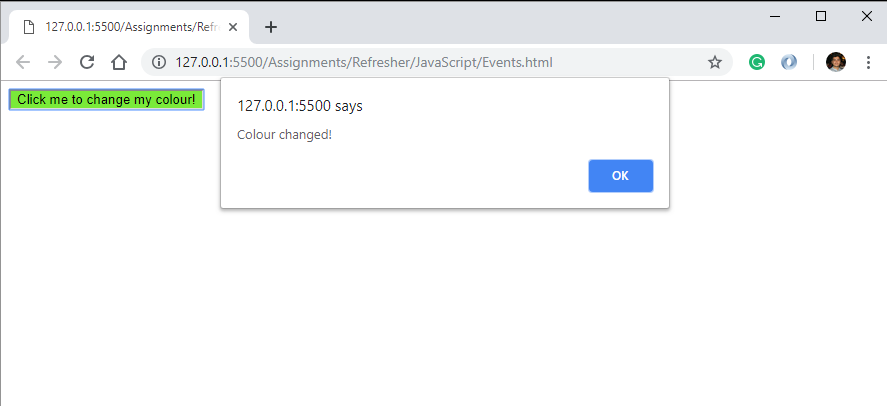 127.0.0.1:5500/Assignments/Refr
127.0.0.1:5500/Assignments/Refresher/JavaScript/Events.html
Click me to change my colour!
127.0.0.1:5500 says
Colour changed!
OK